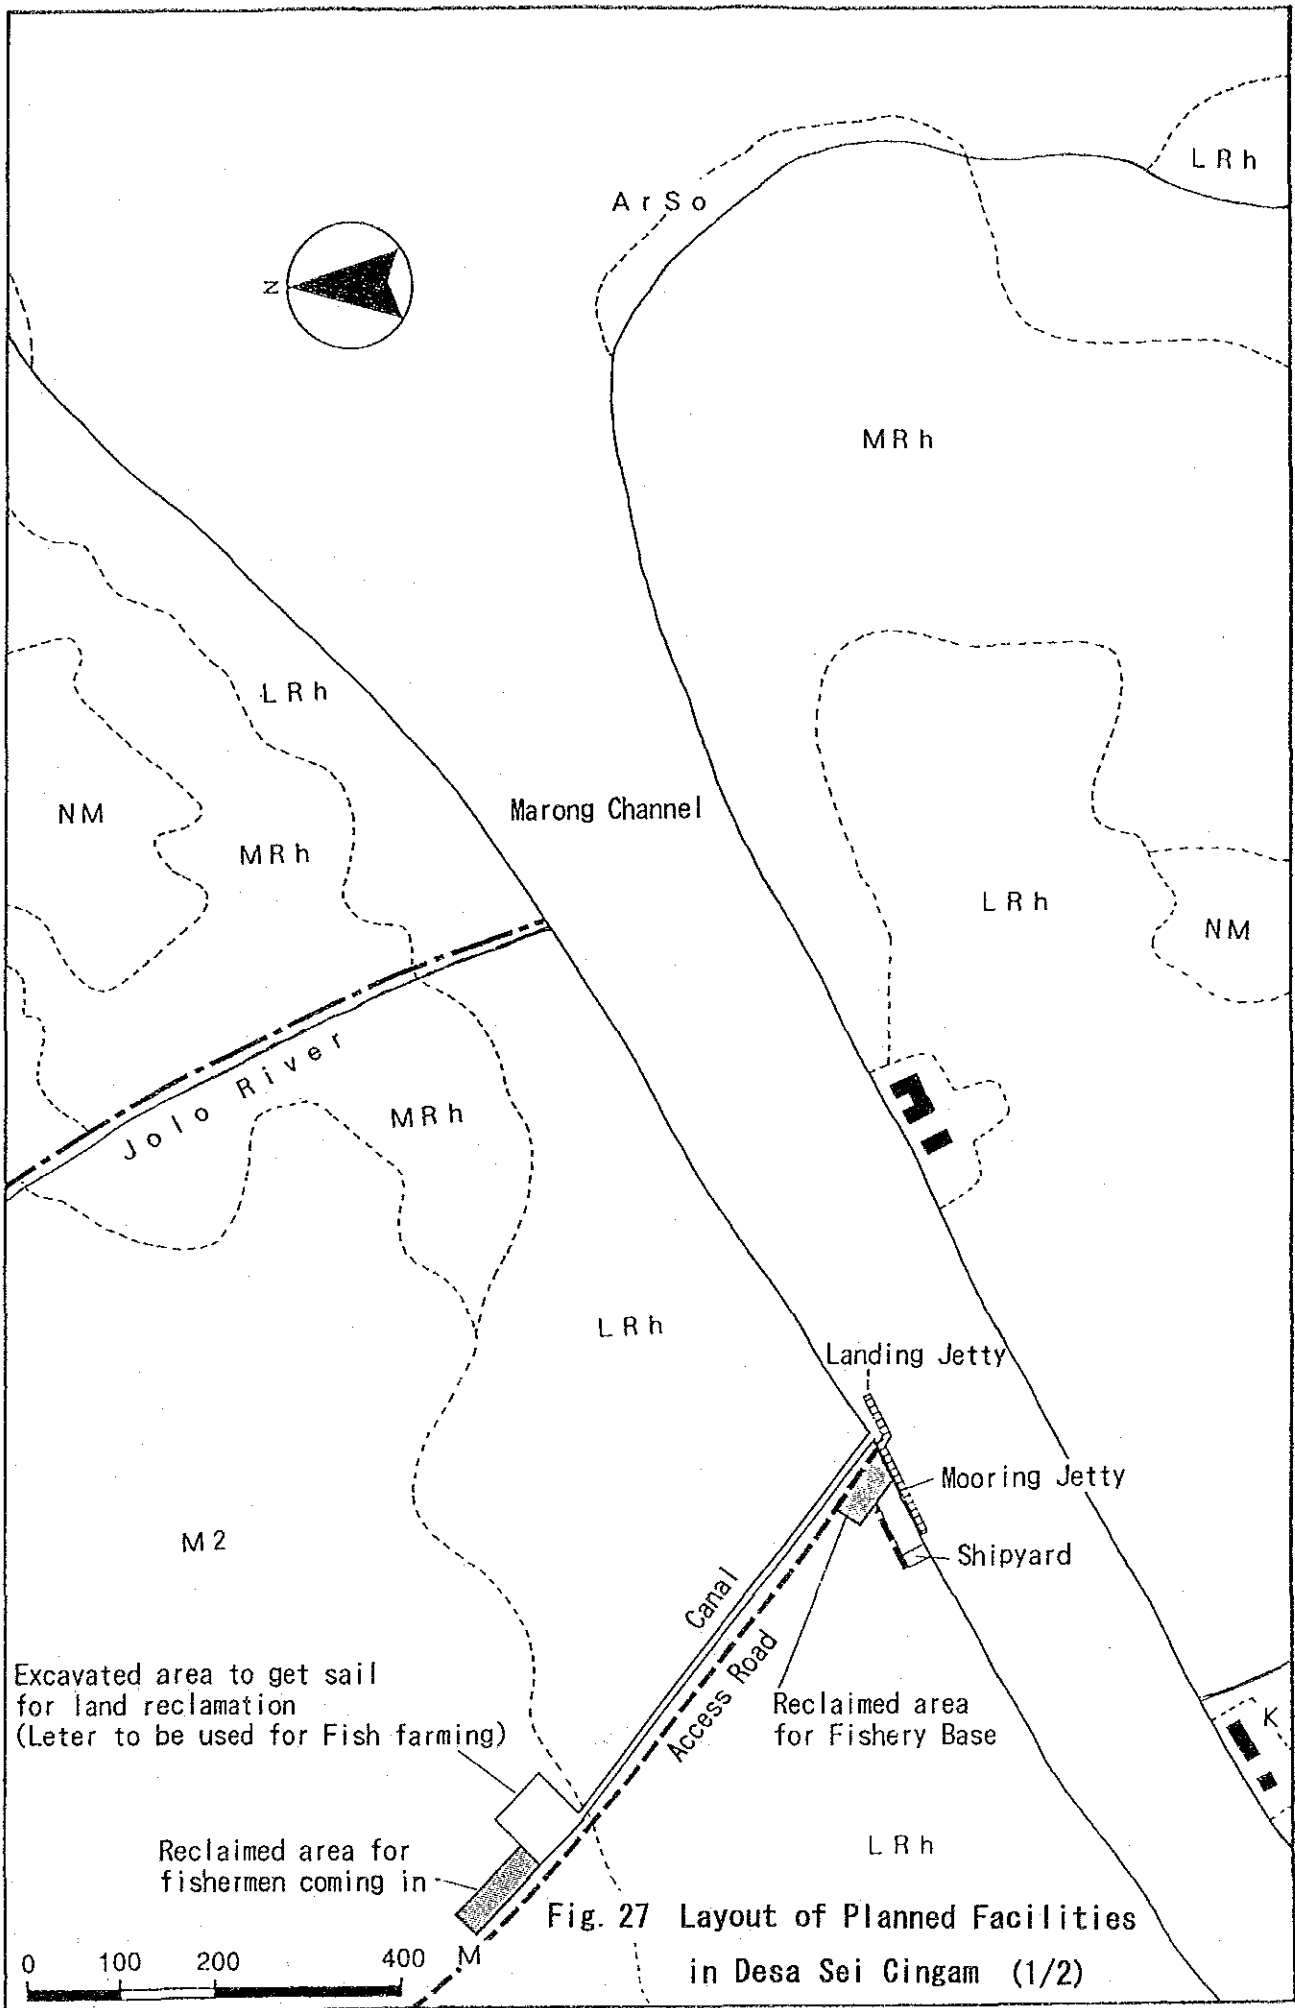 LRh
ArSo
N
MRh
LRh
NM
Marong Channel
MRh
LRh
NM
Jolo River
MRh
LRh
Landing Jetty
Mooring Jetty
M2
Shipyard
Canal
Access Road
Excavated area to get sail
for land reclamation
(Leter to be used for Fish farming)
Reclaimed area
for Fishery Base
K
Reclaimed area for
fishermen coming in
LRh
Fig. 27 Layout of Planned Facilities
in Desa Sei Cingam (1/2)
0 100 200 400
M